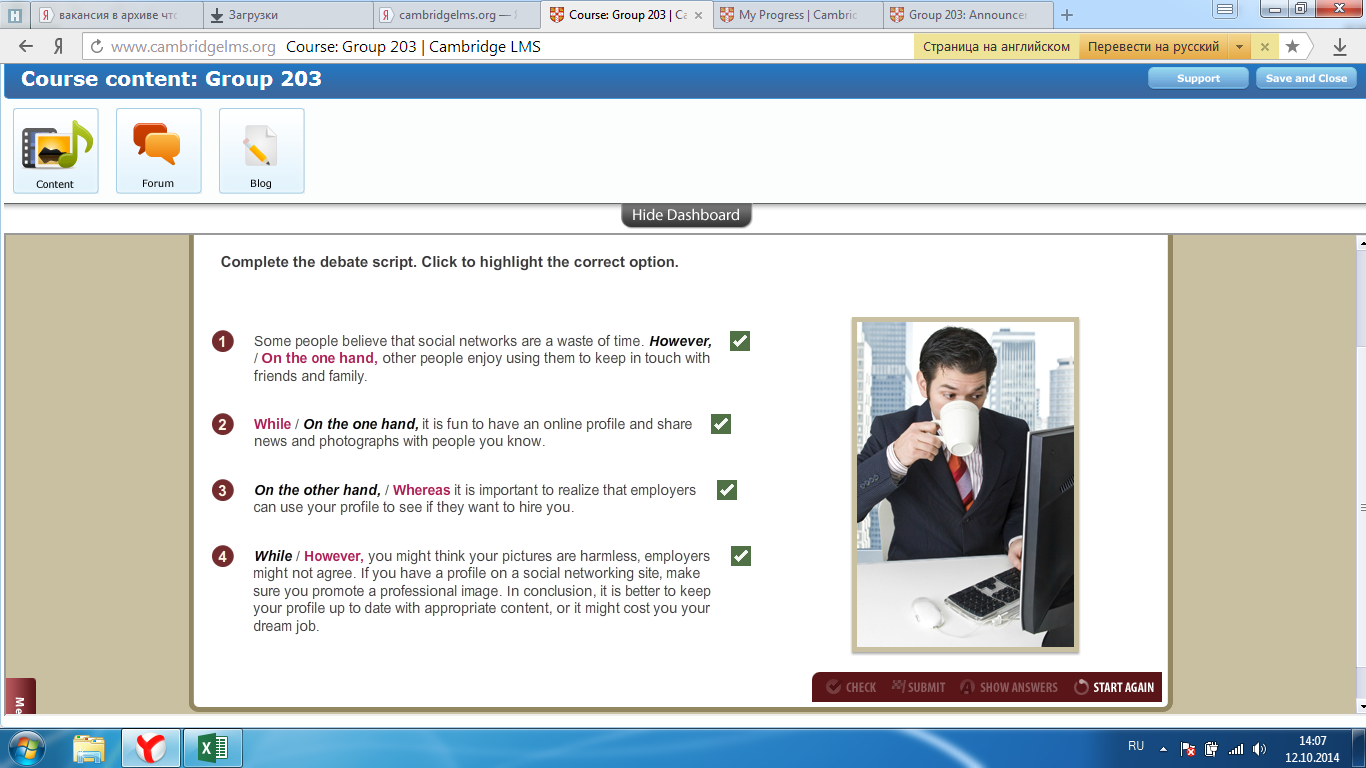 вакансия в архиве что
Загрузки
cambridgelms.org —
Course: Group 203 | Ca
My Progress | Cambrid
Group 203: Announce
www.cambridgelms.org Course: Group 203 | Cambridge LMS
Страница на английском
Перевести на русский
Course content: Group 203
Support
Save and Close
Content
Forum
Blog
Hide Dashboard
Complete the debate script. Click to highlight the correct option.
1 Some people believe that social networks are a waste of time. However,
/ On the one hand, other people enjoy using them to keep in touch with
friends and family.
2 While / On the one hand, it is fun to have an online profile and share
news and photographs with people you know.
3 On the other hand, / Whereas it is important to realize that employers
can use your profile to see if they want to hire you.
4 While / However, you might think your pictures are harmless, employers
might not agree. If you have a profile on a social networking site, make
sure you promote a professional image. In conclusion, it is better to keep
your profile up to date with appropriate content, or it might cost you your
dream job.
CHECK
SUBMIT
SHOW ANSWERS
START AGAIN
Me
RU
14:07
12.10.2014